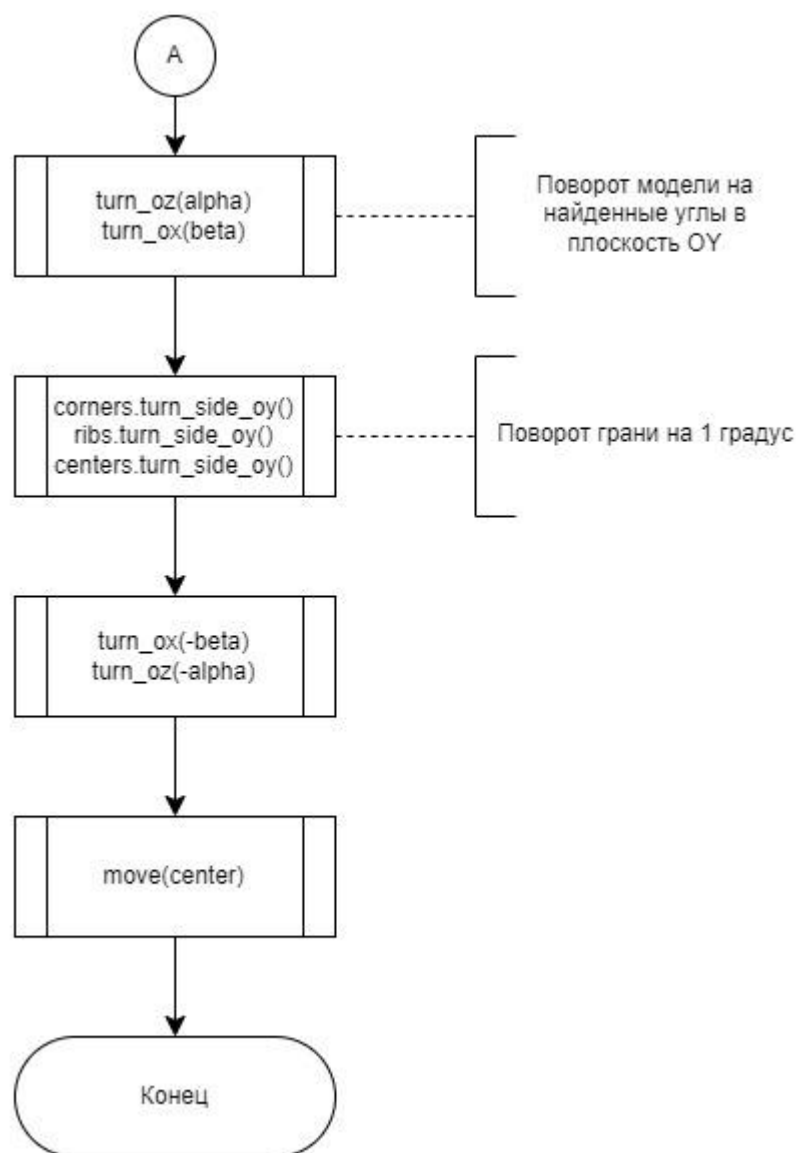 A
turn_oz(alpha)
turn_ox(beta)
Поворот модели на
найденные углы в
плоскость OY
corners.turn_side_oy()
ribs.turn_side_oy()
centers.turn_side_oy()
Поворот грани на 1 градус
turn_ox(-beta)
turn_oz(-alpha)
move(center)
Конец